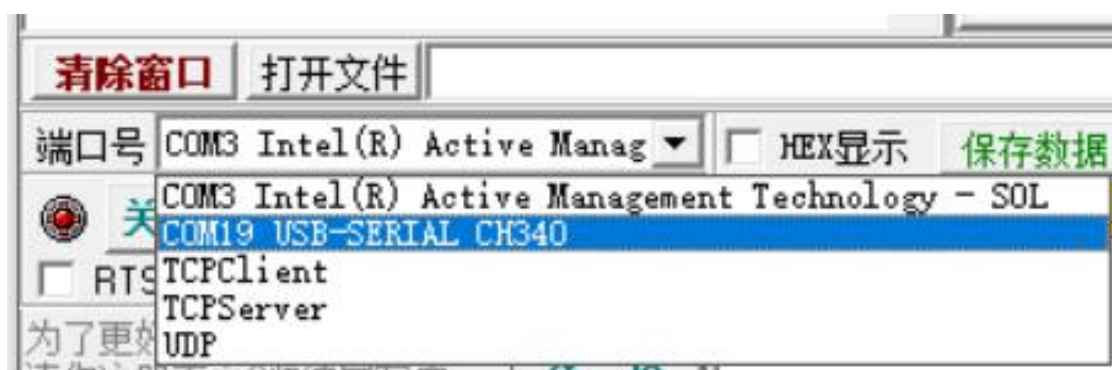 清除窗口 打开文件
端口号 COM3 Intel(R) Active Manag HEX显示 保存数据
COM3 Intel(R) Active Management Technology - SOL
关
COM19 USB-SERIAL CH340
RTS
TCPClient
TCPServer
为了更好
UDP